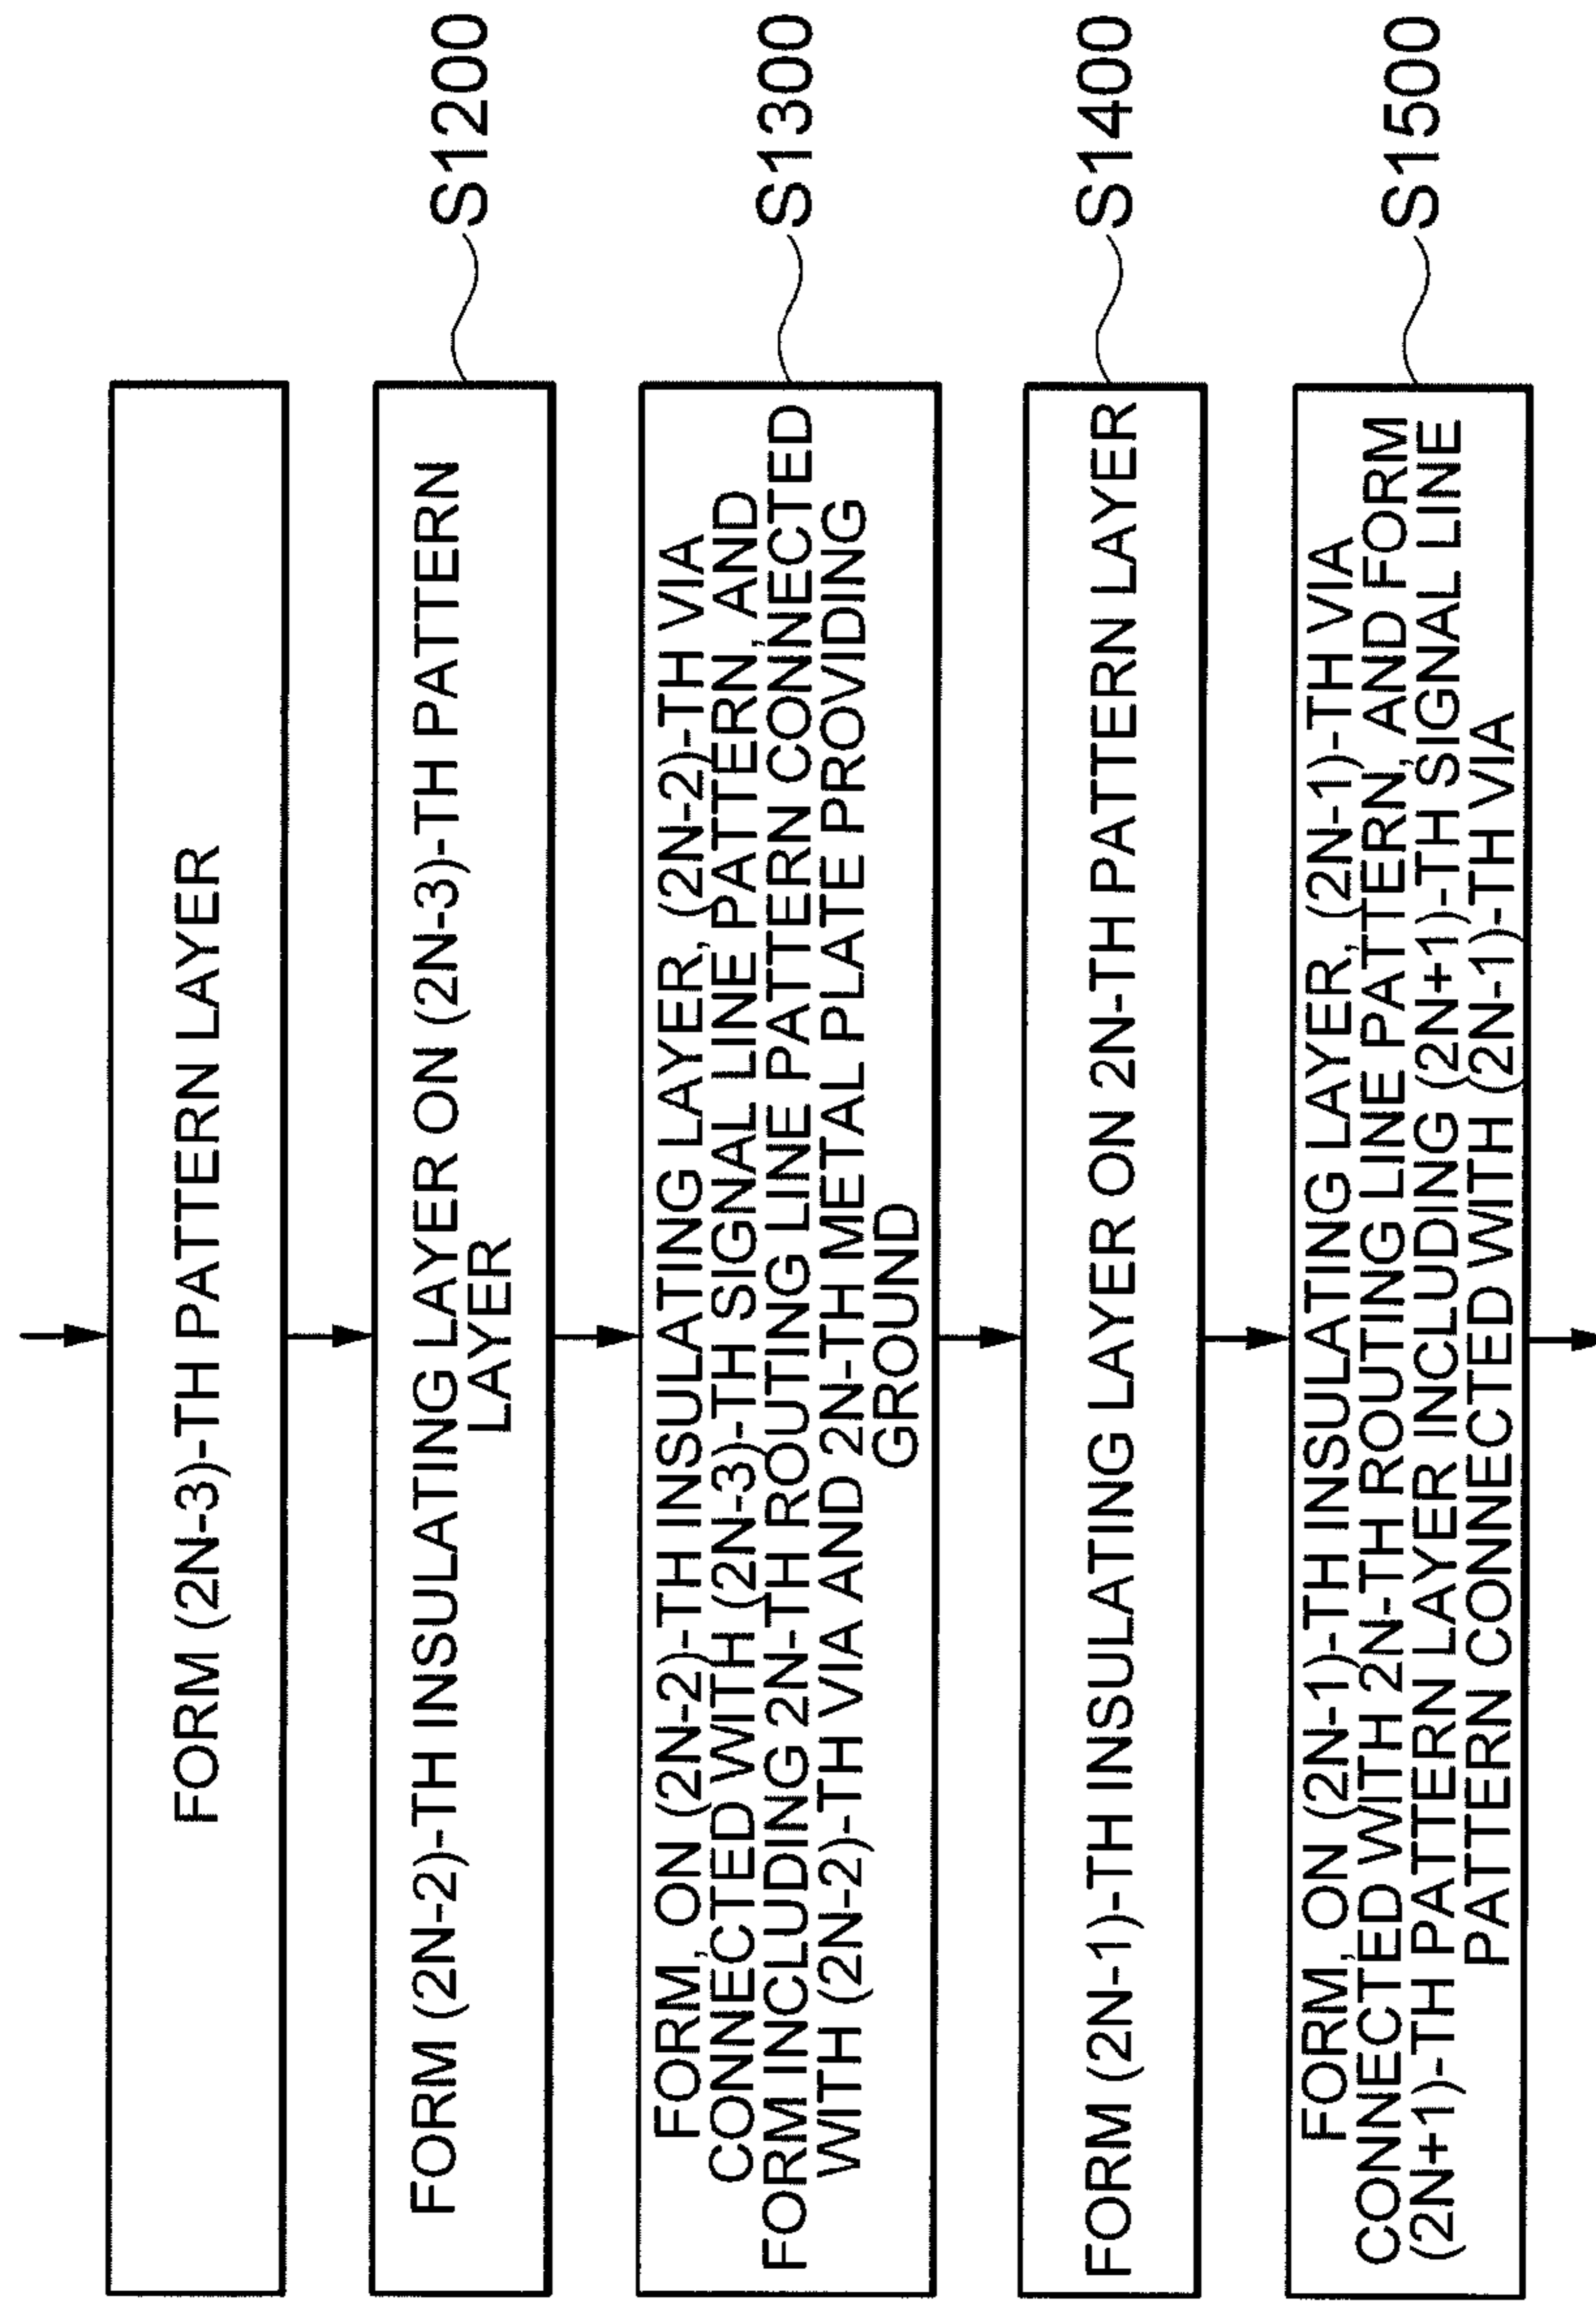 FORM (2N-3)-TH PATTERN LAYER
FORM (2N-2)-TH INSULATING LAYER ON (2N-3)-TH PATTERN
LAYER
S1200
FORM, ON (2N-2)-TH INSULATING LAYER, (2N-2)-TH VIA
CONNECTED WITH (2N-3)-TH SIGNAL LINE PATTERN, AND
FORM INCLUDING 2N-TH ROUTING LINE PATTERN CONNECTED
WITH (2N-2)-TH VIA AND 2N-TH METAL PLATE PROVIDING
GROUND
S1300
FORM (2N-1)-TH INSULATING LAYER ON 2N-TH PATTERN LAYER
S1400
FORM, ON (2N-1)-TH INSULATING LAYER, (2N-1)-TH VIA
CONNECTED WITH 2N-TH ROUTING LINE PATTERN, AND FORM
(2N+1)-TH PATTERN LAYER INCLUDING (2N+1)-TH SIGNAL LINE
PATTERN CONNECTED WITH (2N-1)-TH VIA
S1500